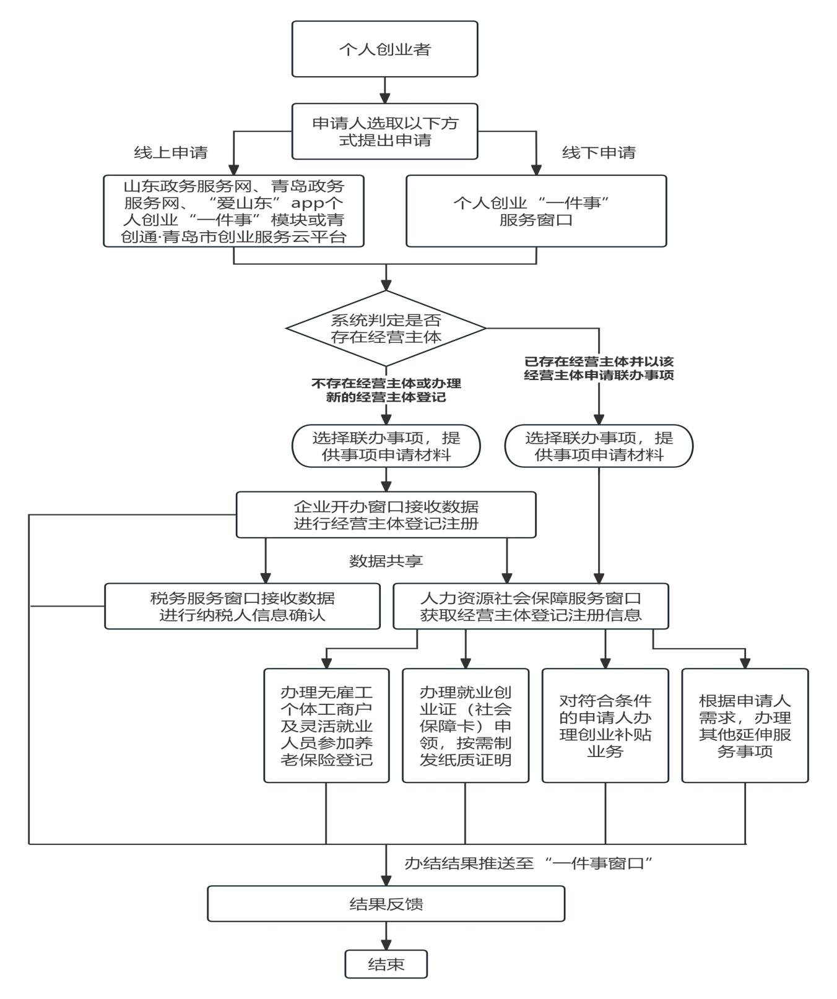 个人创业者
申请人选取以下方
式提出申请
线上申请
线下申请
山东政务服务网、青岛政务
服务网、“爱山东”app个
人创业“一件事”模块或青
创通·青岛市创业服务云平台
个人创业“一件事”
服务窗口
系统判定是否
存在经营主体
已存在经营主体并以该
经营主体申请联办事项
不存在经营主体或办理
新的经营主体登记
选择联办事项，提
供事项申请材料
选择联办事项，提
供事项申请材料
企业开办窗口接收数据
进行经营主体登记注册
数据共享
税务服务窗口接收数据
进行纳税人信息确认
人力资源社会保障服务窗口
获取经营主体登记注册信息
办理无雇工
个体工商户
及灵活就业
人员参加养
老保险登记
办理就业创
业证（社会
保障卡）申
领，按需制
发纸质证明
对符合条件
的申请人办
理创业补贴
业务
根据申请人
需求，办理
其他延伸服
务事项
办结结果推送至“一件事窗口”
结果反馈
结束